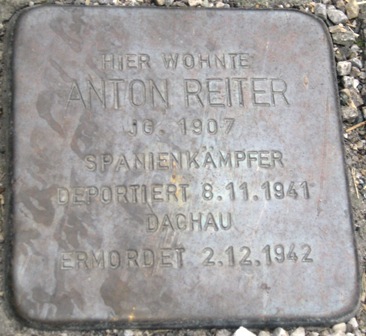 HIER WOHNTE
ANTON REITER
JG. 1907
SPANIENKÄMPFER
DEPORTIERT 8.11.1941
DACHAU
ERMORDET 2.12.1942